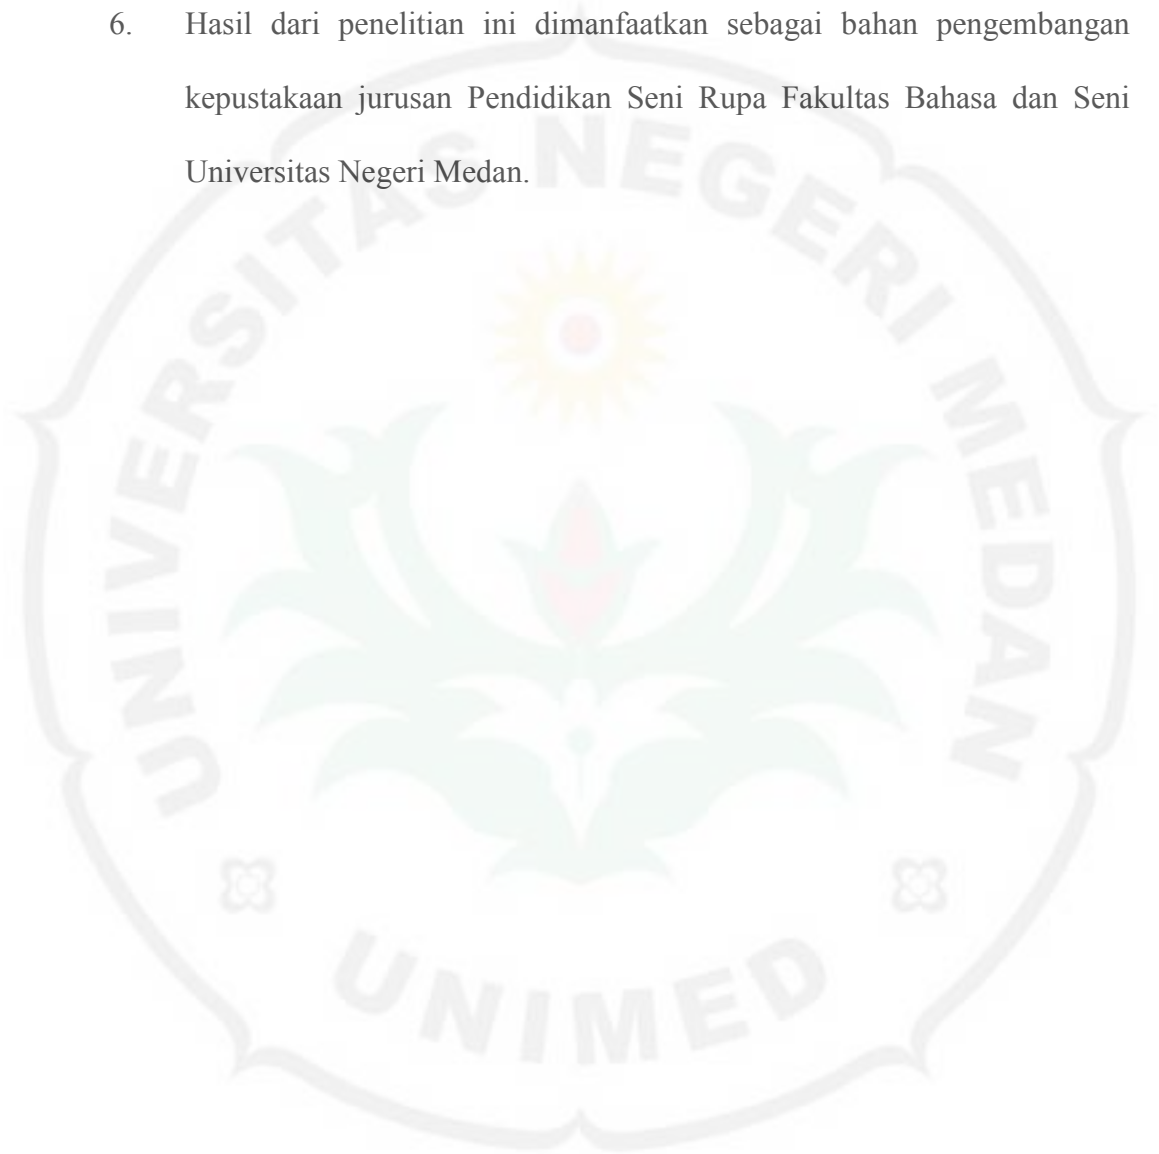 6. Hasil dari penelitian ini dimanfaatkan sebagai bahan pengembangan
kepustakaan jurusan Pendidikan Seni Rupa Fakultas Bahasa dan Seni
Universitas Negeri Medan.
UNIVERSITAS NEGERI MEDAN
UNIMED